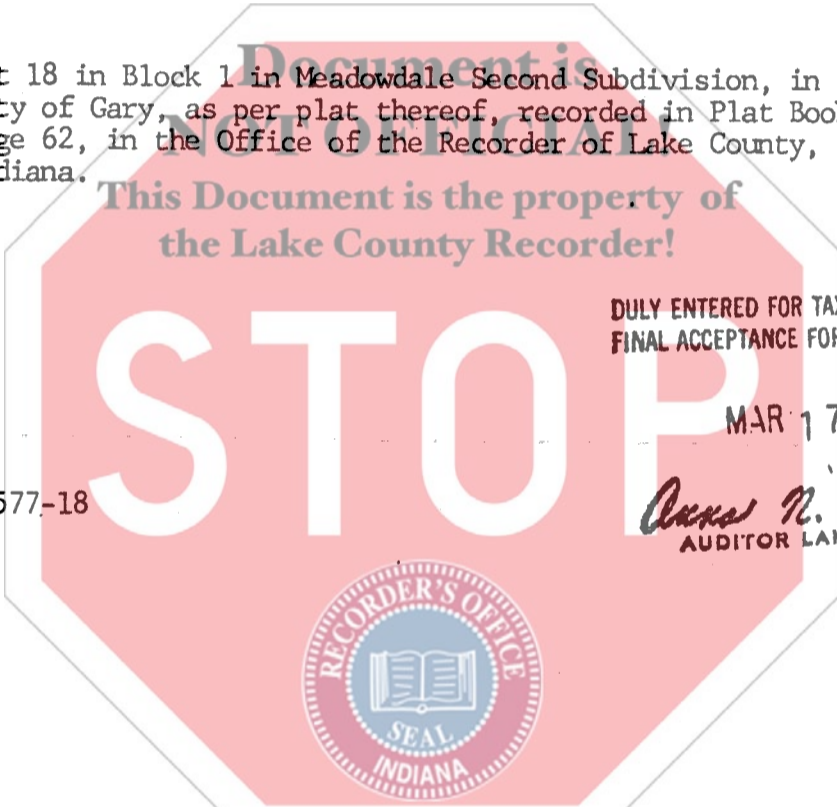 t 18 in Block 1 in Meadowdale Second Subdivision, in
ty of Gary, as per plat thereof, recorded in Plat Boo
ge 62, in the Office of the Recorder of Lake County,
diana.
Document is
NOT OFFICIAL!
This Document is the property of
the Lake County Recorder!
DULY ENTERED FOR TAX
FINAL ACCEPTANCE FOR
STOP
MAR 17
577-18
N.
AUDITOR LA
RECORDER'S OFFICE
SEAL
INDIANA